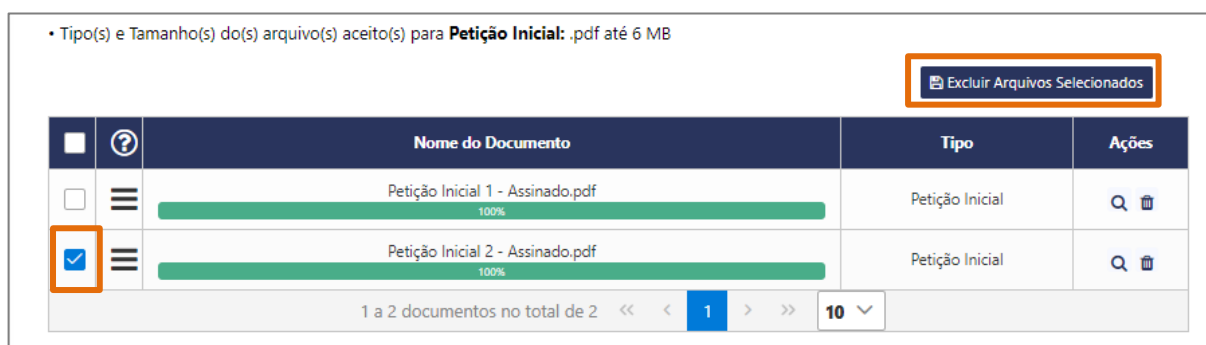 • Tipo(s) e Tamanho(s) do(s) arquivo(s) aceito(s) para Petição Inicial: .pdf até 6 MB
Excluir Arquivos Selecionados
Nome do Documento Tipo Ações
Petição Inicial 1 - Assinado.pdf
100%
Petição Inicial
Petição Inicial 2 - Assinado.pdf
100%
Petição Inicial
1 a 2 documentos no total de 2 << < 1 > >> 10